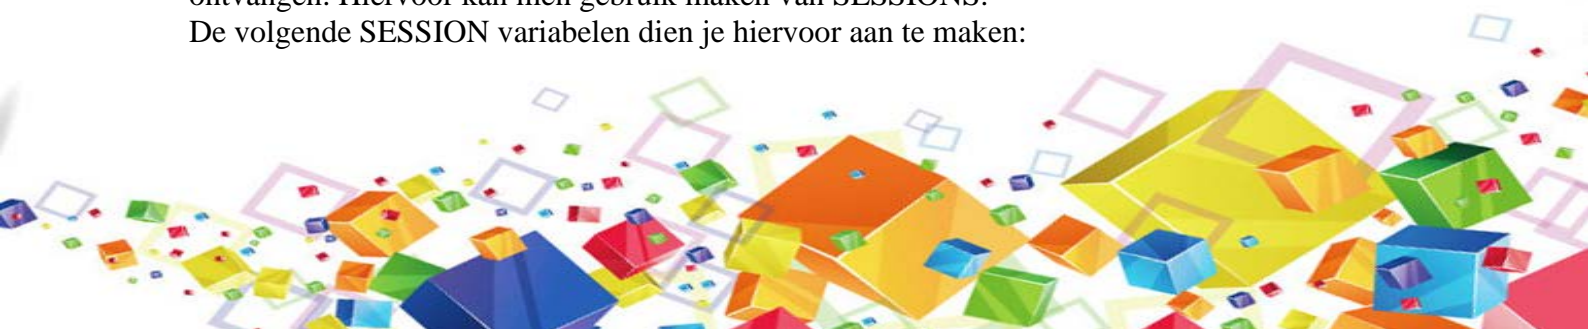 ontvangen. Hiervoor kan men gebruik maken van SESSIONS.
De volgende SESSION variabelen dien je hiervoor aan te maken: